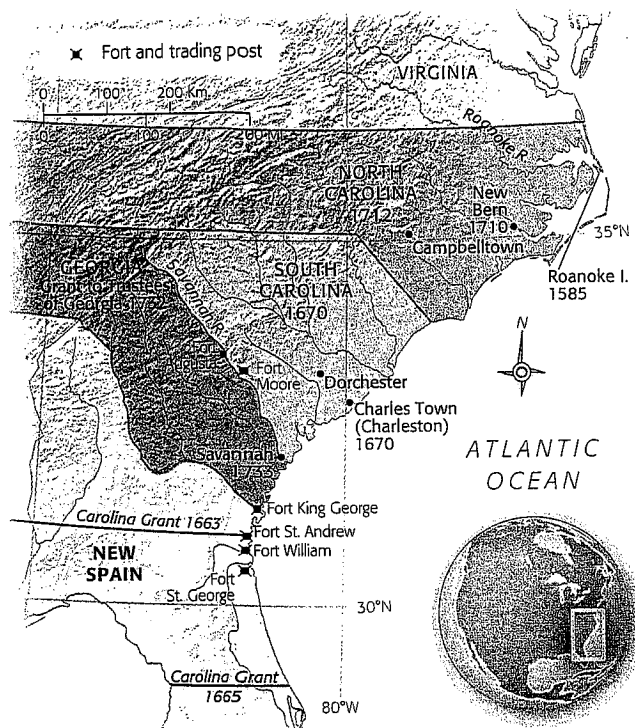 Fort and trading post
0 100 200 Km.
0 100 200 Mi.
VIRGINIA
Roanoke R.
NORTH
CAROLINA
1712
New
Bern
1710
Campbelltown
35°N
Roanoke I.
1585
GEORGIA
Grant to Trustees
of Georgia 1732
Savannah R.
SOUTH
CAROLINA
1670
Fort
Augusta
Fort
Moore
Dorchester
Charles Town
(Charleston)
1670
N
Savannah
1733
ATLANTIC
OCEAN
Fort King George
Carolina Grant 1663
Fort St. Andrew
Fort William
NEW
SPAIN
Fort
St. George
30°N
Carolina Grant
1665
80°W